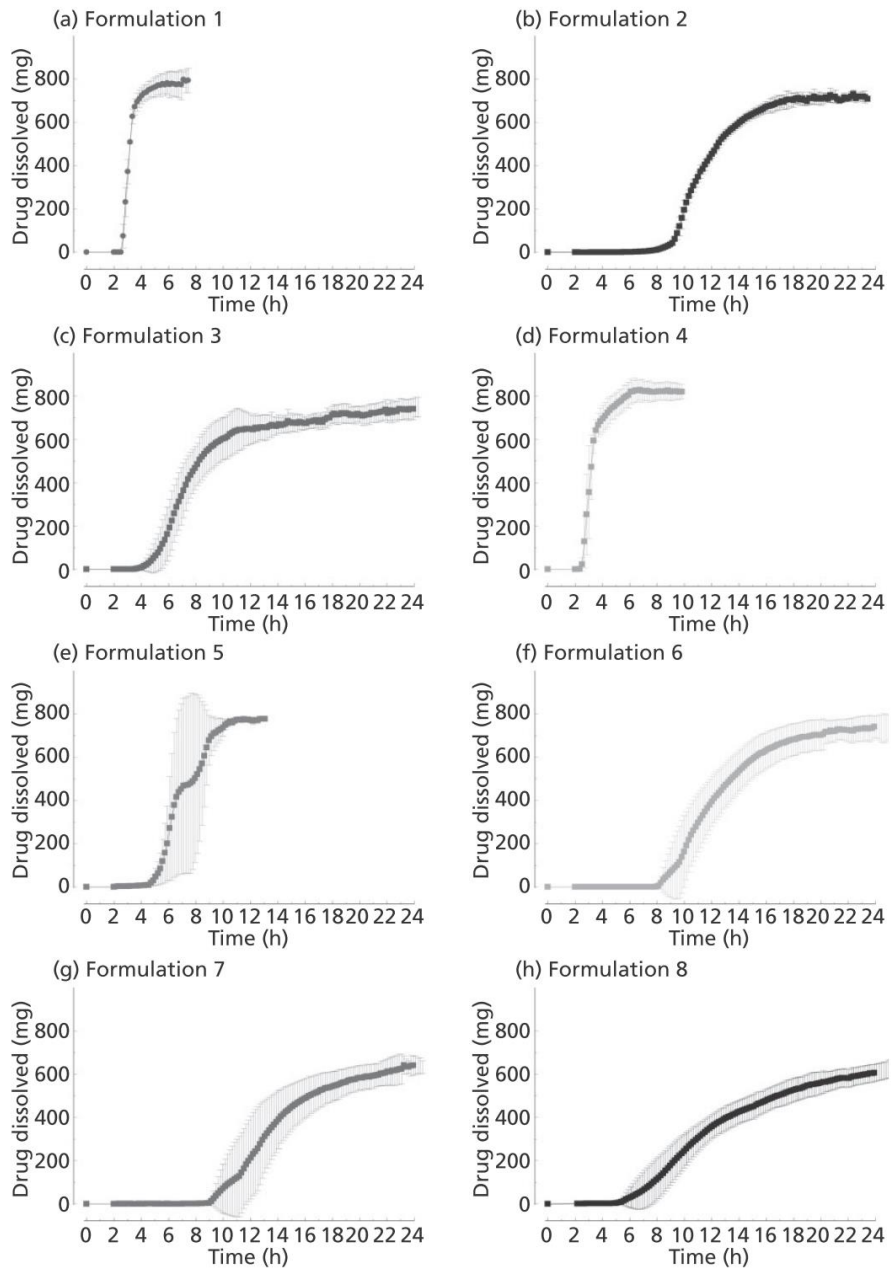 (a) Formulation 1
Drug dissolved (mg)
800
600
400
200
0
0 2 4 6 8 10 12 14 16 18 20 22 24
Time (h)
(b) Formulation 2
Drug dissolved (mg)
800
600
400
200
0
0 2 4 6 8 10 12 14 16 18 20 22 24
Time (h)
(c) Formulation 3
Drug dissolved (mg)
800
600
400
200
0
0 2 4 6 8 10 12 14 16 18 20 22 24
Time (h)
(d) Formulation 4
Drug dissolved (mg)
800
600
400
200
0
0 2 4 6 8 10 12 14 16 18 20 22 24
Time (h)
(e) Formulation 5
Drug dissolved (mg)
800
600
400
200
0
0 2 4 6 8 10 12 14 16 18 20 22 24
Time (h)
(f) Formulation 6
Drug dissolved (mg)
800
600
400
200
0
0 2 4 6 8 10 12 14 16 18 20 22 24
Time (h)
(g) Formulation 7
Drug dissolved (mg)
800
600
400
200
0
0 2 4 6 8 10 12 14 16 18 20 22 24
Time (h)
(h) Formulation 8
Drug dissolved (mg)
800
600
400
200
0
0 2 4 6 8 10 12 14 16 18 20 22 24
Time (h)